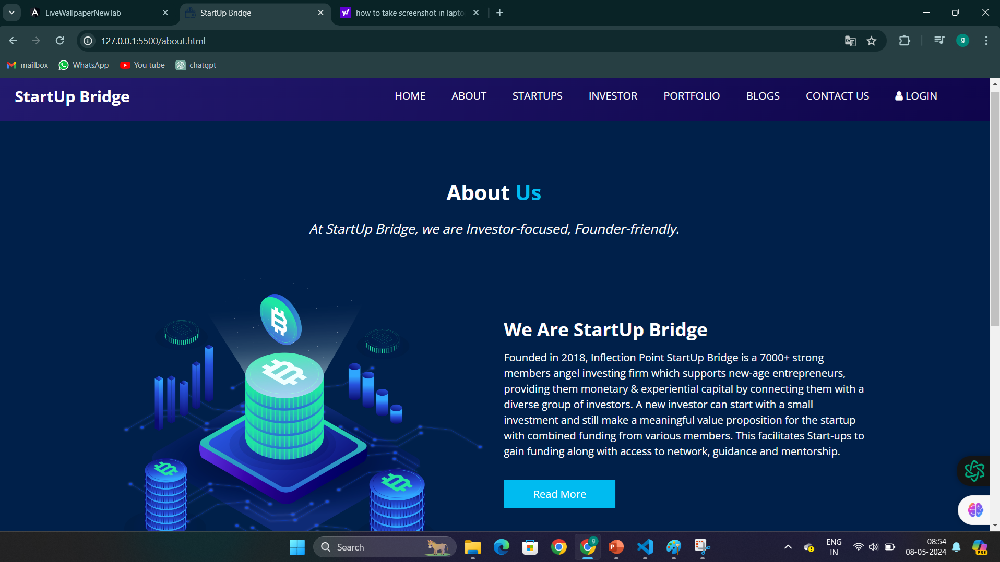 LiveWallpaperNewTab
StartUp Bridge
how to take screenshot in lapto
127.0.0.1:5500/about.html
g
mailbox
WhatsApp
You tube
chatgpt
StartUp Bridge
HOME
ABOUT
STARTUPS
INVESTOR
PORTFOLIO
BLOGS
CONTACT US
LOGIN
About Us
At StartUp Bridge, we are Investor-focused, Founder-friendly.
We Are StartUp Bridge
Founded in 2018, Inflection Point StartUp Bridge is a 7000+ strong
members angel investing firm which supports new-age entrepreneurs,
providing them monetary & experiential capital by connecting them with a
diverse group of investors. A new investor can start with a small
investment and still make a meaningful value proposition for the startup
with combined funding from various members. This facilitates Start-ups to
gain funding along with access to network, guidance and mentorship.
Read More
Search
g
P
ENG
IN
08:54
08-05-2024
PRE